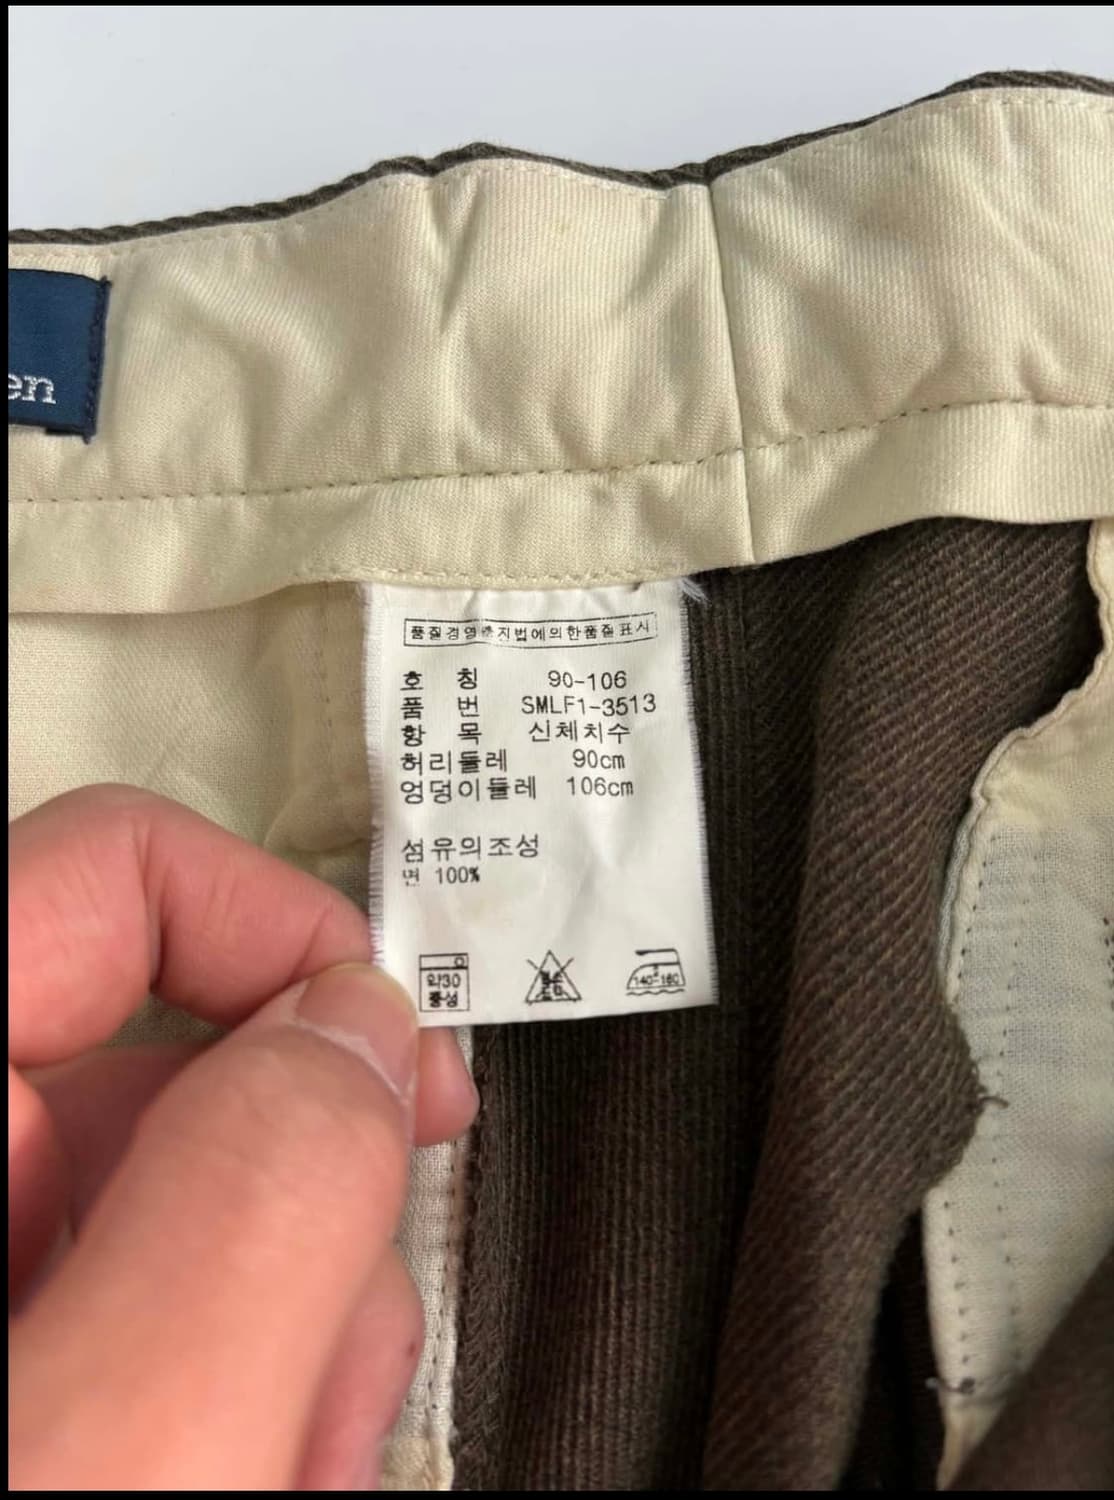 en
품질경영촉진법에의한품질표시
호 칭 90-106
품 번 SMLF1-3513
항 목 신체치수
허리둘레 90cm
엉덩이둘레 106cm
섬유의조성
면 100%
약30
중성
140~160